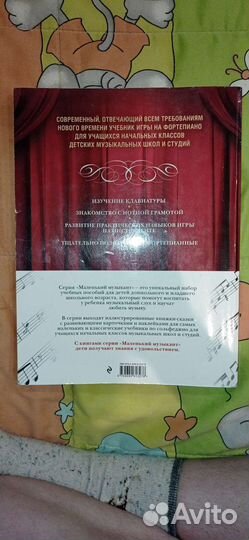 СОВРЕМЕННЫЙ, ОТВЕЧАЮЩИЙ ВСЕМ ТРЕБОВАНИЯМ
НОВОГО ВРЕМЕНИ УЧЕБНИК ИГРЫ НА ФОРТЕПИАНО
ДЛЯ УЧАЩИХСЯ НАЧАЛЬНЫХ КЛАССОВ
ДЕТСКИХ МУЗЫКАЛЬНЫХ ШКОЛ И СТУДИЙ
ИЗУЧЕНИЕ КЛАВИАТУРЫ
ЗНАКОМСТВО С НОТНОЙ ГРАМОТОЙ
РАЗВИТИЕ ПРАКТИЧЕСКИХ НАВЫКОВ ИГРЫ
ТЩАТЕЛЬНО
Серия «Маленький музыкант» — это уникальный набор
учебных пособий для детей дошкольного и младшего
школьного возраста, которые помогут воспитать
у ребенка музыкальный слух и научат
любить музыку
В серии выходят иллюстрированные книжки-сказки
с развивающими карточками и наклейками для самых
маленьких и классические учебники по сольфеджио для
учащихся начальных классов музыкальных школ и студий.
С книгами серии «Маленький музыкант»
дети получают знания с удовольствием.
Avito